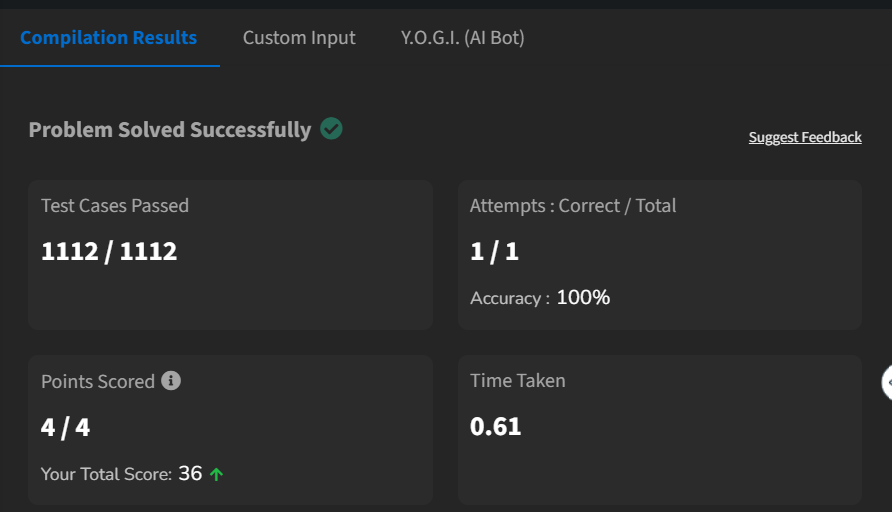 Compilation Results Custom Input Y.O.G.I. (AI Bot)
Problem Solved Successfully
Suggest Feedback
Test Cases Passed
1112 / 1112
Attempts : Correct / Total
1 / 1
Accuracy : 100%
Points Scored
4 / 4
Your Total Score: 36
Time Taken
0.61